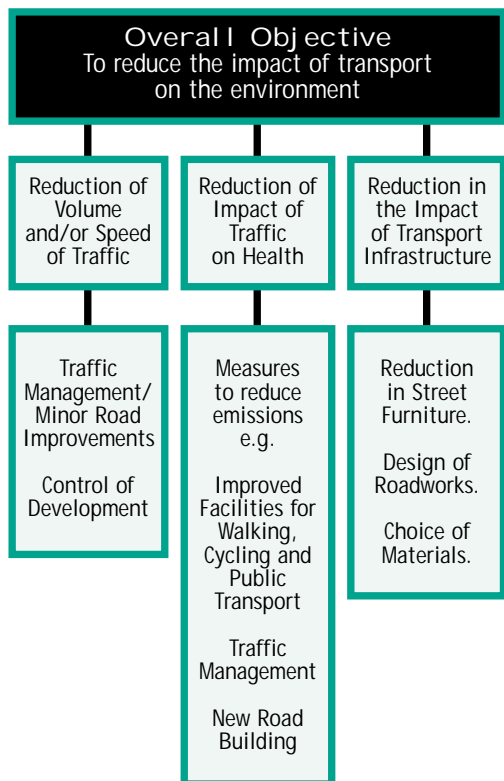 Overall Objective
To reduce the impact of transport
on the environment
Reduction of
Volume
and/or Speed
of Traffic
Reduction of
Impact of
Traffic
on Health
Reduction in
the Impact
of Transport
Infrastructure
Traffic
Management/
Minor Road
Improvements
Control of
Development
Measures
to reduce
emissions
e.g.
Improved
Facilities for
Walking,
Cycling and
Public
Transport
Traffic
Management
New Road
Building
Reduction
in Street
Furniture.
Design of
Roadworks.
Choice of
Materials.